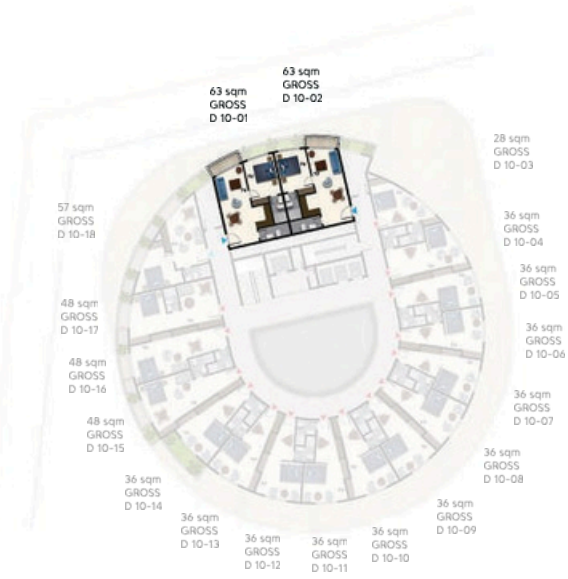 63 sqm
GROSS
D 10-01
63 sqm
GROSS
D 10-02
28 sqm
GROSS
D 10-03
36 sqm
GROSS
D 10-04
36 sqm
GROSS
D 10-05
36 sqm
GROSS
D 10-06
36 sqm
GROSS
D 10-07
36 sqm
GROSS
D 10-08
36 sqm
GROSS
D 10-09
36 sqm
GROSS
D 10-10
36 sqm
GROSS
D 10-11
36 sqm
GROSS
D 10-12
36 sqm
GROSS
D 10-13
36 sqm
GROSS
D 10-14
48 sqm
GROSS
D 10-15
48 sqm
GROSS
D 10-16
48 sqm
GROSS
D 10-17
57 sqm
GROSS
D 10-18